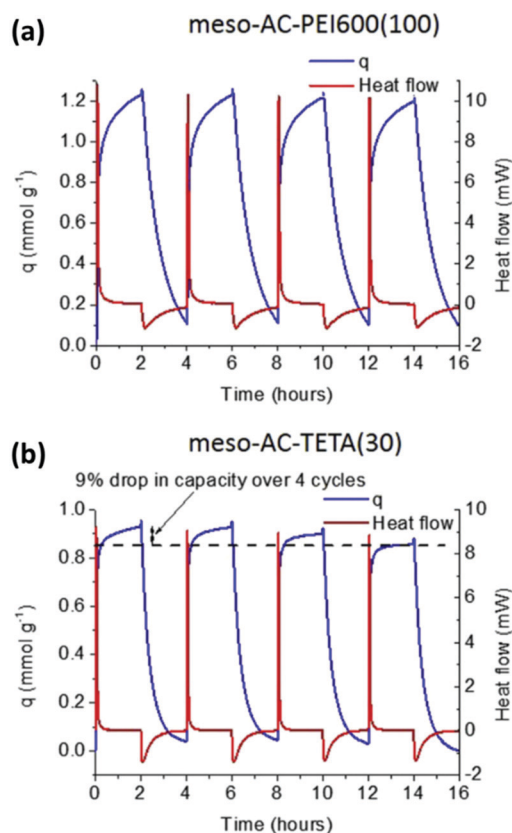 (a)
meso-AC-PEI600(100)
q
Heat flow
1.2
1.0
0.8
0.6
0.4
0.2
0.0
q (mmol g⁻¹)
10
8
6
4
2
0
-2
Heat flow (mW)
0 2 4 6 8 10 12 14 16
Time (hours)
(b)
meso-AC-TETA(30)
9% drop in capacity over 4 cycles
q
Heat flow
1.0
0.8
0.6
0.4
0.2
0.0
q (mmol g⁻¹)
10
8
6
4
2
0
-2
Heat flow (mW)
0 2 4 6 8 10 12 14 16
Time (hours)